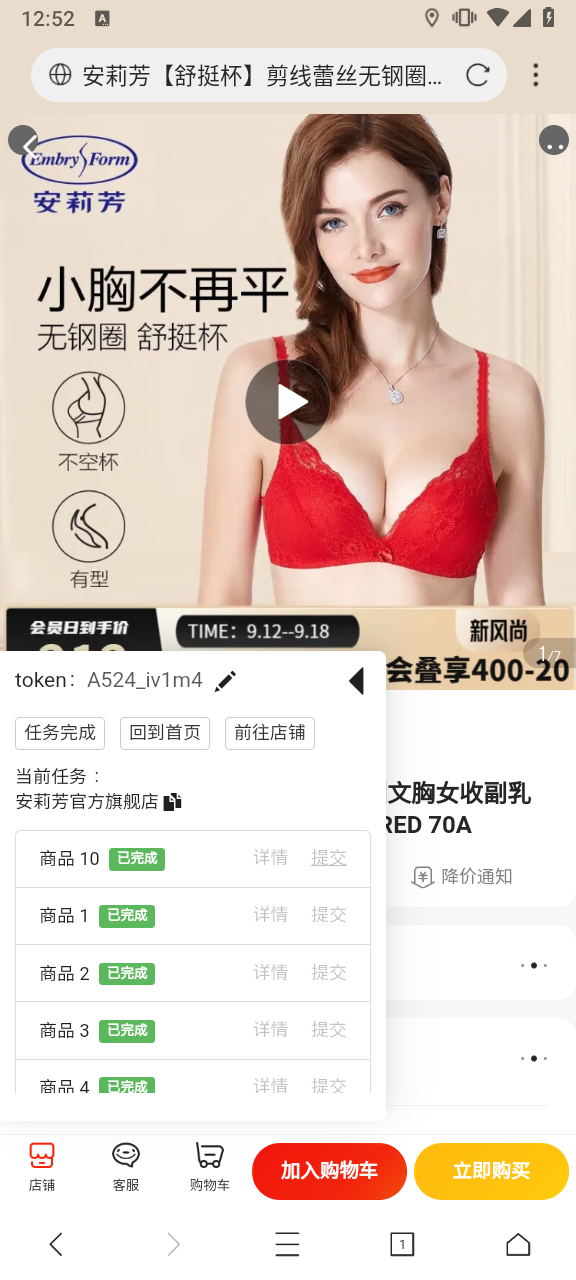 12:52
A
安莉芳【舒挺杯】剪线蕾丝无钢圈...
Embry Form
安莉芳
小胸不再平
无钢圈 舒挺杯
不空杯
有型
会员日到手价
TIME: 9.12--9.18
新风尚
1/7
会叠享400-20
token: A524_iv1m4
任务完成 回到首页 前往店铺
当前任务：
安莉芳官方旗舰店
文胸女收副乳
RED 70A
降价通知
商品 10 已完成 详情 提交
商品 1 已完成 详情 提交
商品 2 已完成 详情 提交
商品 3 已完成 详情 提交
商品 4 已完成 详情 提交
店铺 客服 购物车 加入购物车 立即购买
1